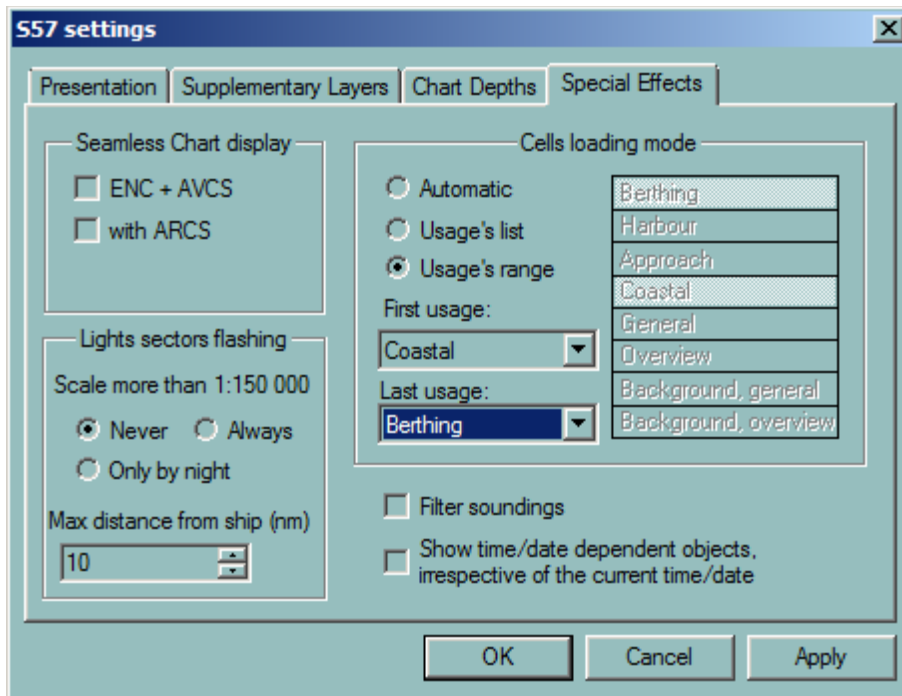 S57 settings
Presentation
Supplementary Layers
Chart Depths
Special Effects
Seamless Chart display
ENC + AVCS
with ARCS
Lights sectors flashing
Scale more than 1:150 000
Never
Always
Only by night
Max distance from ship (nm)
10
Cells loading mode
Automatic
Usage's list
Usage's range
First usage:
Coastal
Last usage:
Berthing
Berthing
Harbour
Approach
Coastal
General
Overview
Background, general
Background, overview
Filter soundings
Show time/date dependent objects,
irrespective of the current time/date
OK
Cancel
Apply